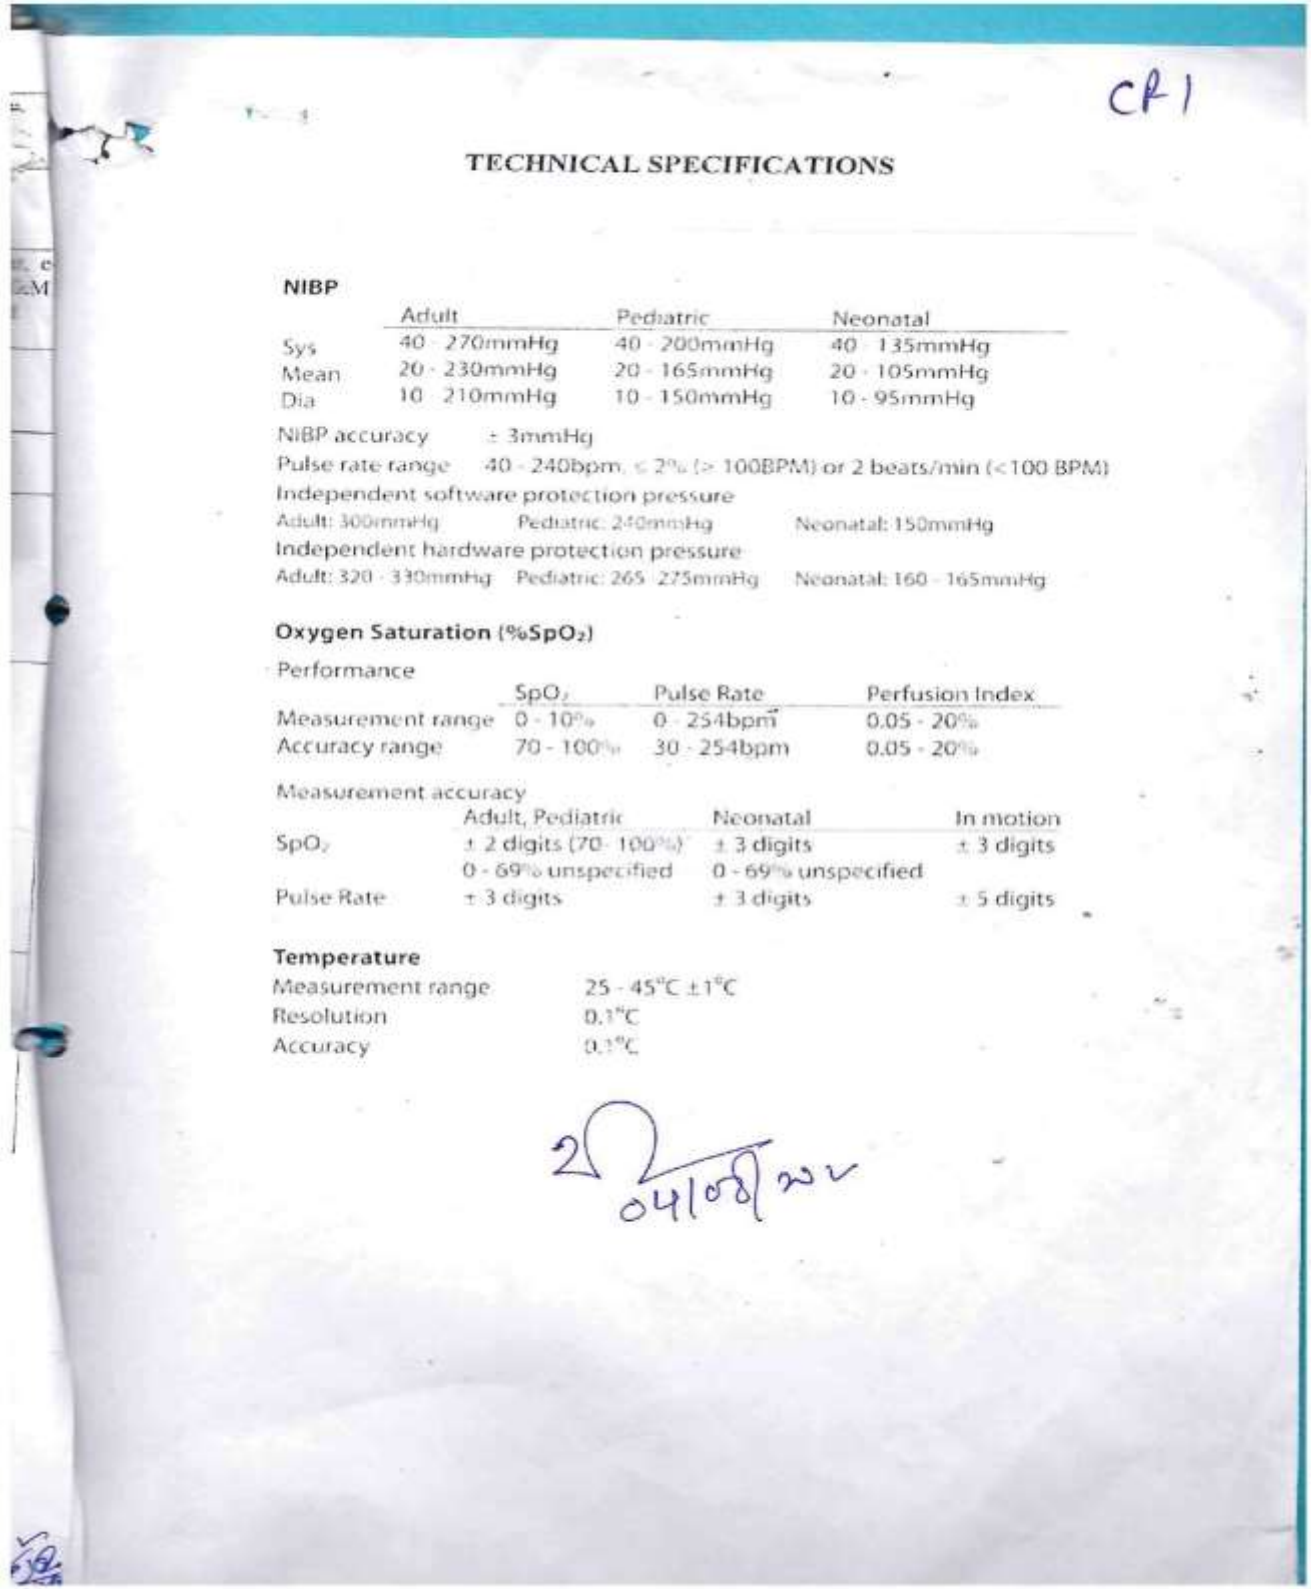 CR1
TECHNICAL SPECIFICATIONS
NIBP
Adult Pediatric Neonatal
Sys 40 - 270mmHg 40 - 200mmHg 40 - 135mmHg
Mean 20 - 230mmHg 20 - 165mmHg 20 - 105mmHg
Dia 10 - 210mmHg 10 - 150mmHg 10 - 95mmHg
NIBP accuracy ± 3mmHg
Pulse rate range 40 - 240bpm, ≤ 2% (≥ 100BPM) or 2 beats/min (<100 BPM)
Independent software protection pressure
Adult: 300mmHg Pediatric: 240mmHg Neonatal: 150mmHg
Independent hardware protection pressure
Adult: 320 - 330mmHg Pediatric: 265 - 275mmHg Neonatal: 160 - 165mmHg
Oxygen Saturation (%SpO₂)
Performance
SpO₂ Pulse Rate Perfusion Index
Measurement range 0 - 10% 0 - 254bpm 0.05 - 20%
Accuracy range 70 - 100% 30 - 254bpm 0.05 - 20%
Measurement accuracy
Adult, Pediatric Neonatal In motion
SpO₂ ± 2 digits (70- 100%) ± 3 digits ± 3 digits
0 - 69% unspecified 0 - 69% unspecified
Pulse Rate ± 3 digits ± 3 digits ± 5 digits
Temperature
Measurement range 25 - 45°C ±1°C
Resolution 0.1°C
Accuracy 0.1°C